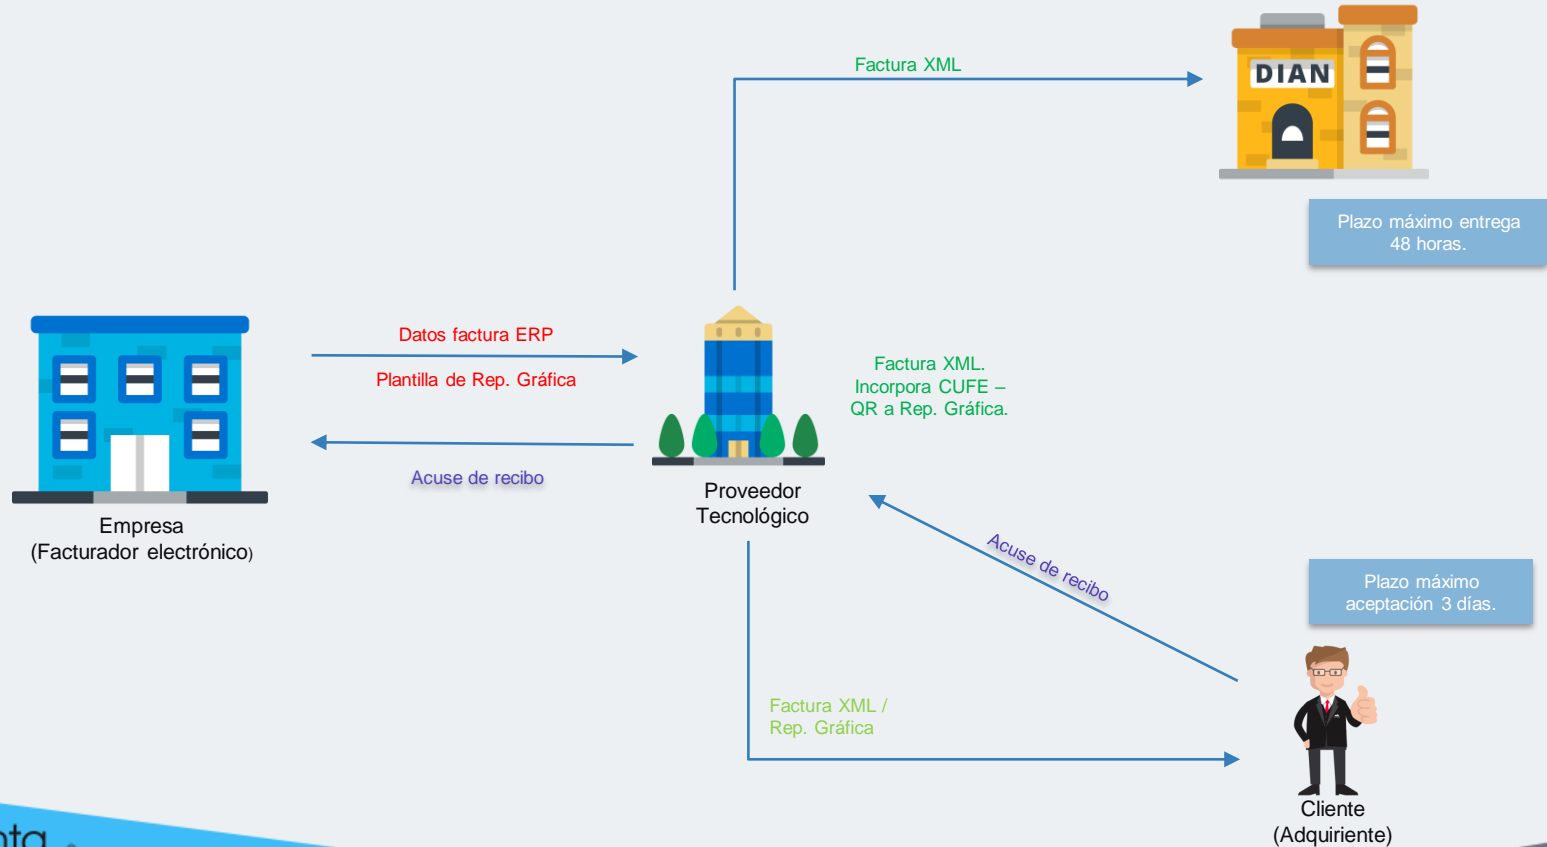 Factura XML
DIAN
Plazo máximo entrega
48 horas.
Datos factura ERP
Plantilla de Rep. Gráfica
Factura XML.
Incorpora CUFE –
QR a Rep. Gráfica.
Acuse de recibo
Proveedor
Tecnológico
Empresa
(Facturador electrónico)
Acuse de recibo
Plazo máximo
aceptación 3 días.
Factura XML /
Rep. Gráfica
Cliente
(Adquiriente)